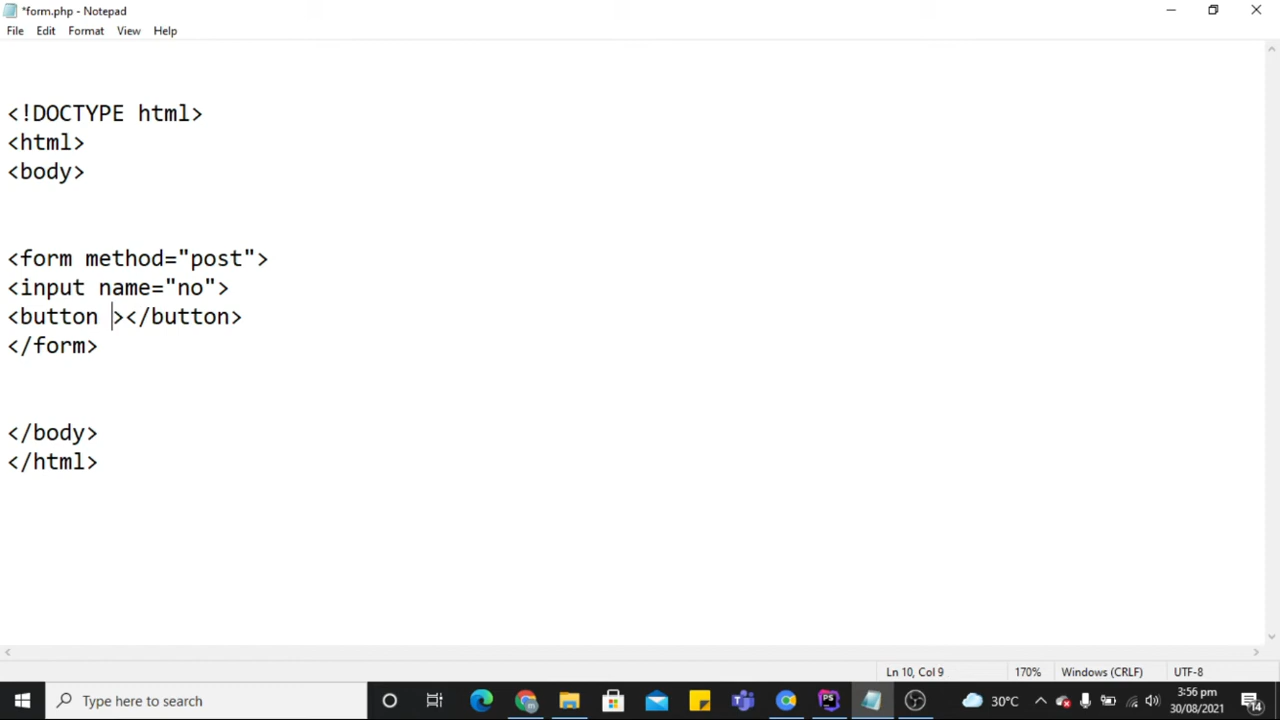 *form.php - Notepad
File Edit Format View Help
<!DOCTYPE html>
<html>
<body>
<form method="post">
<input name="no">
<button ></button>
</form>
</body>
</html>
Ln 10, Col 9 170% Windows (CRLF) UTF-8
Type here to search
PS
30°C
3:56 pm
30/08/2021
14